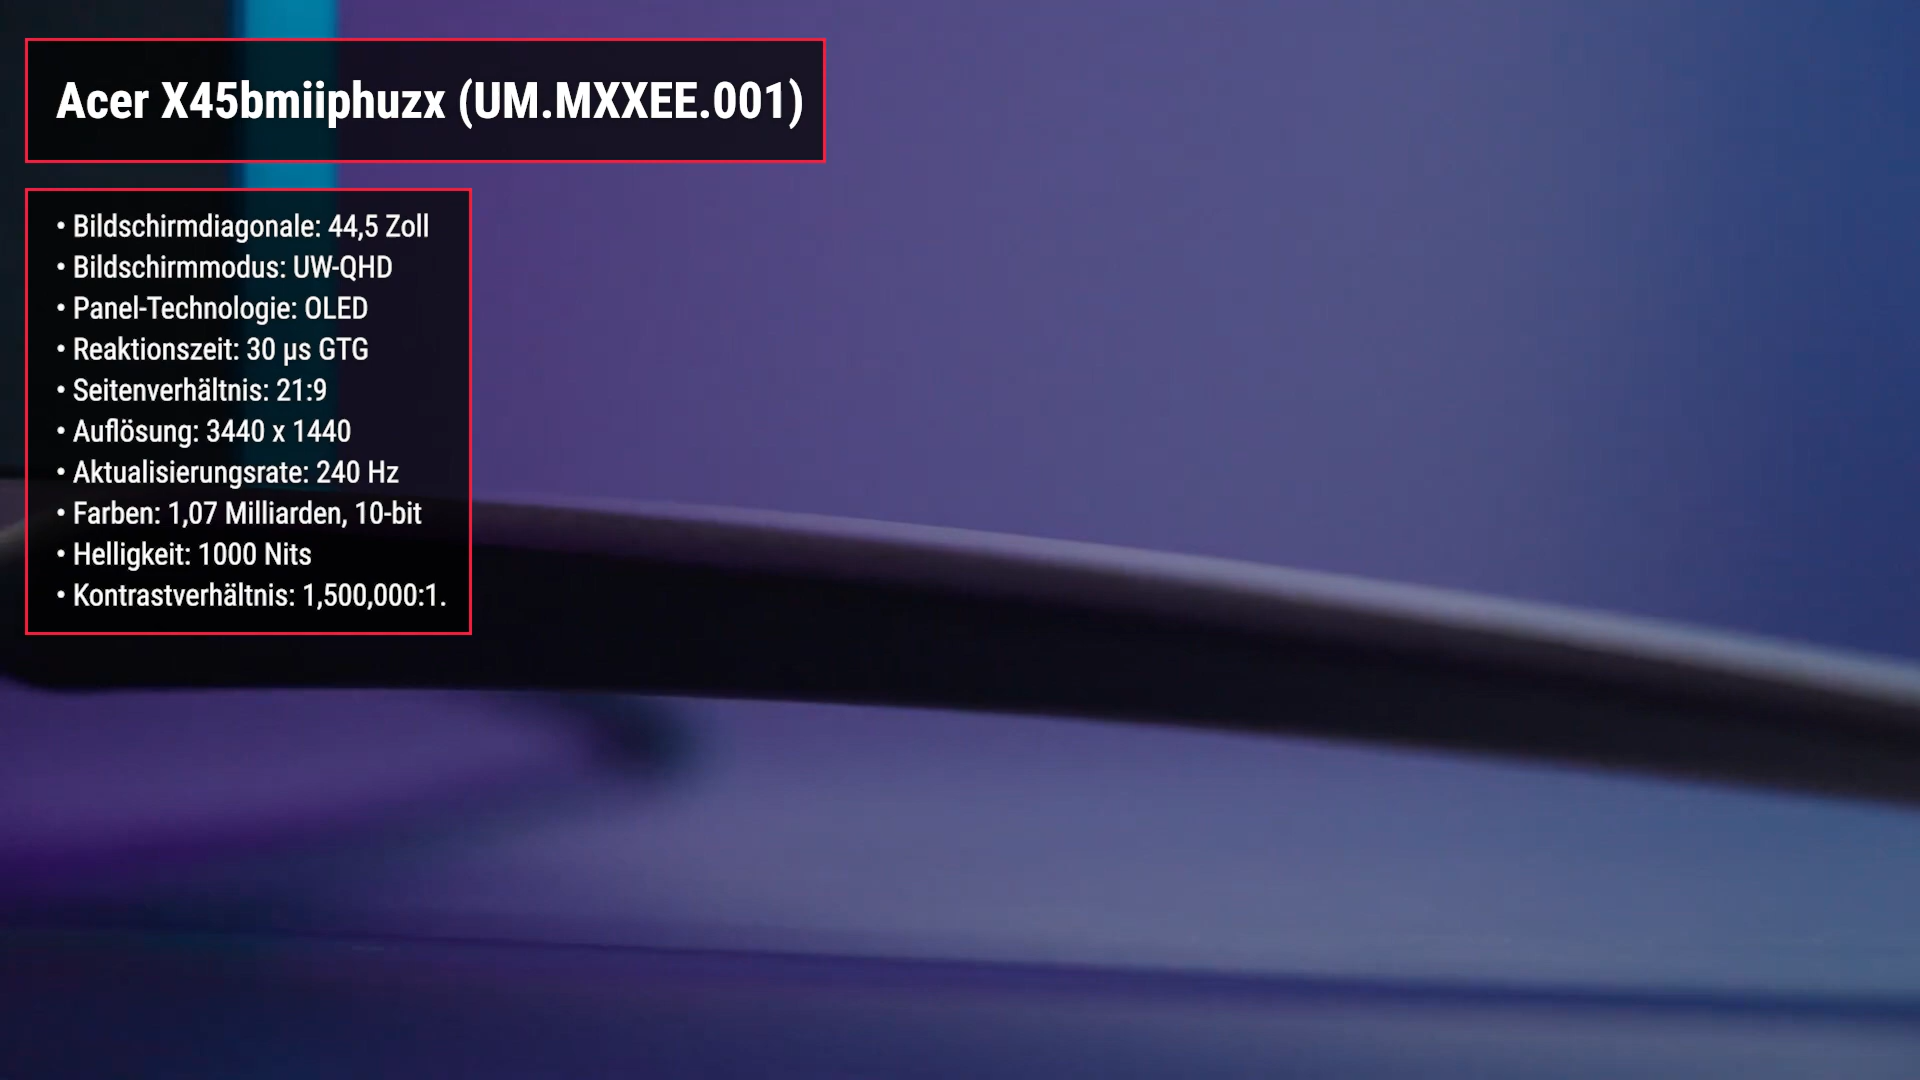 Acer X45bmiiphuzx (UM.MXXEE.001)
• Bildschirmdiagonale: 44,5 Zoll
• Bildschirmmodus: UW-QHD
• Panel-Technologie: OLED
• Reaktionszeit: 30 µs GTG
• Seitenverhältnis: 21:9
• Auflösung: 3440 x 1440
• Aktualisierungsrate: 240 Hz
• Farben: 1,07 Milliarden, 10-bit
• Helligkeit: 1000 Nits
• Kontrastverhältnis: 1,500,000:1.